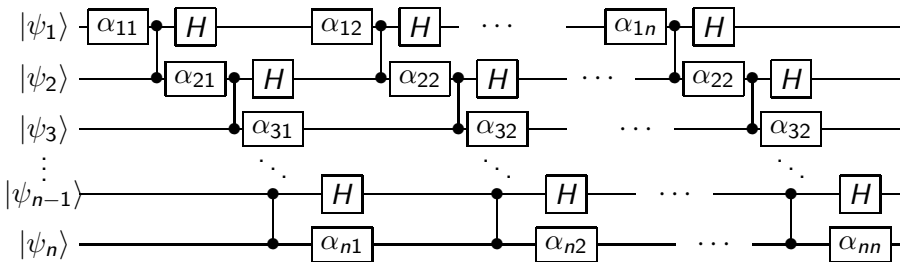 |ψ₁⟩ α₁₁ H α₁₂ H ⋯ α₁ₙ H
|ψ₂⟩ α₂₁ H α₂₂ H ⋯ α₂₂ H
|ψ₃⟩ α₃₁ α₃₂ ⋯ α₃₂
⋮ ⋱ ⋱ ⋱
|ψₙ₋₁⟩ H H ⋯ H
|ψₙ⟩ αₙ₁ αₙ₂ ⋯ αₙₙ